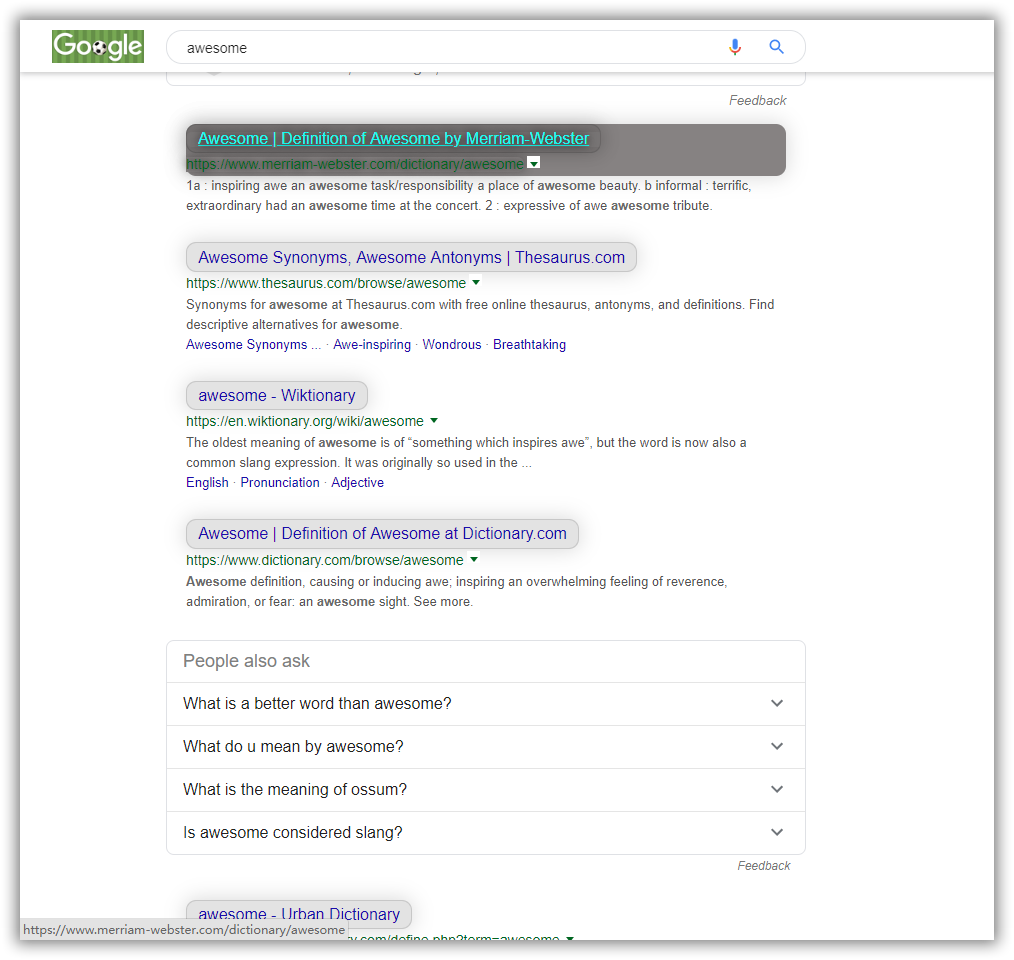 Google
awesome
Feedback
Awesome | Definition of Awesome by Merriam-Webster
https://www.merriam-webster.com/dictionary/awesome
1a : inspiring awe an awesome task/responsibility a place of awesome beauty. b informal : terrific,
extraordinary had an awesome time at the concert. 2 : expressive of awe awesome tribute.
Awesome Synonyms, Awesome Antonyms | Thesaurus.com
https://www.thesaurus.com/browse/awesome
Synonyms for awesome at Thesaurus.com with free online thesaurus, antonyms, and definitions. Find
descriptive alternatives for awesome.
Awesome Synonyms ... · Awe-inspiring · Wondrous · Breathtaking
awesome - Wiktionary
https://en.wiktionary.org/wiki/awesome
The oldest meaning of awesome is of “something which inspires awe”, but the word is now also a
common slang expression. It was originally so used in the ...
English · Pronunciation · Adjective
Awesome | Definition of Awesome at Dictionary.com
https://www.dictionary.com/browse/awesome
Awesome definition, causing or inducing awe; inspiring an overwhelming feeling of reverence,
admiration, or fear: an awesome sight. See more.
People also ask
What is a better word than awesome?
What do u mean by awesome?
What is the meaning of ossum?
Is awesome considered slang?
Feedback
awesome - Urban Dictionary
https://www.merriam-webster.com/dictionary/awesome
ry.com/define.php?term=awesome